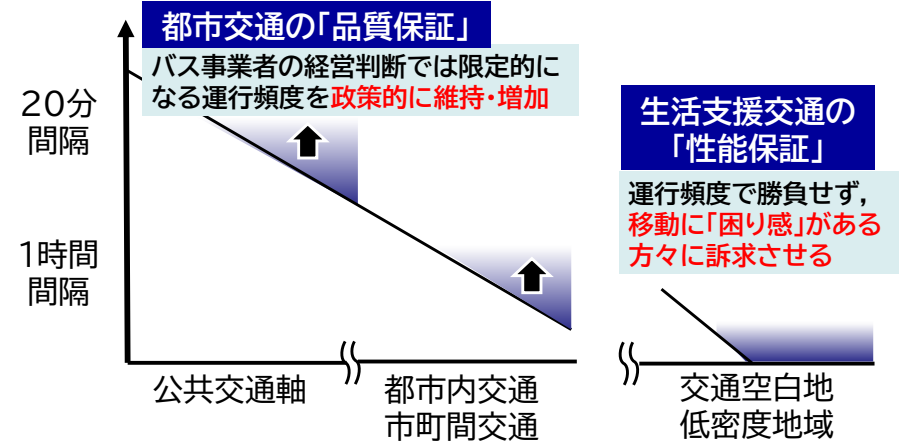 都市交通の「品質保証」
バス事業者の経営判断では限定的に
なる運行頻度を政策的に維持・増加
20分
間隔
1時間
間隔
生活支援交通の
「性能保証」
運行頻度で勝負せず，
移動に「困り感」がある
方々に訴求させる
公共交通軸
都市内交通
市町間交通
交通空白地
低密度地域